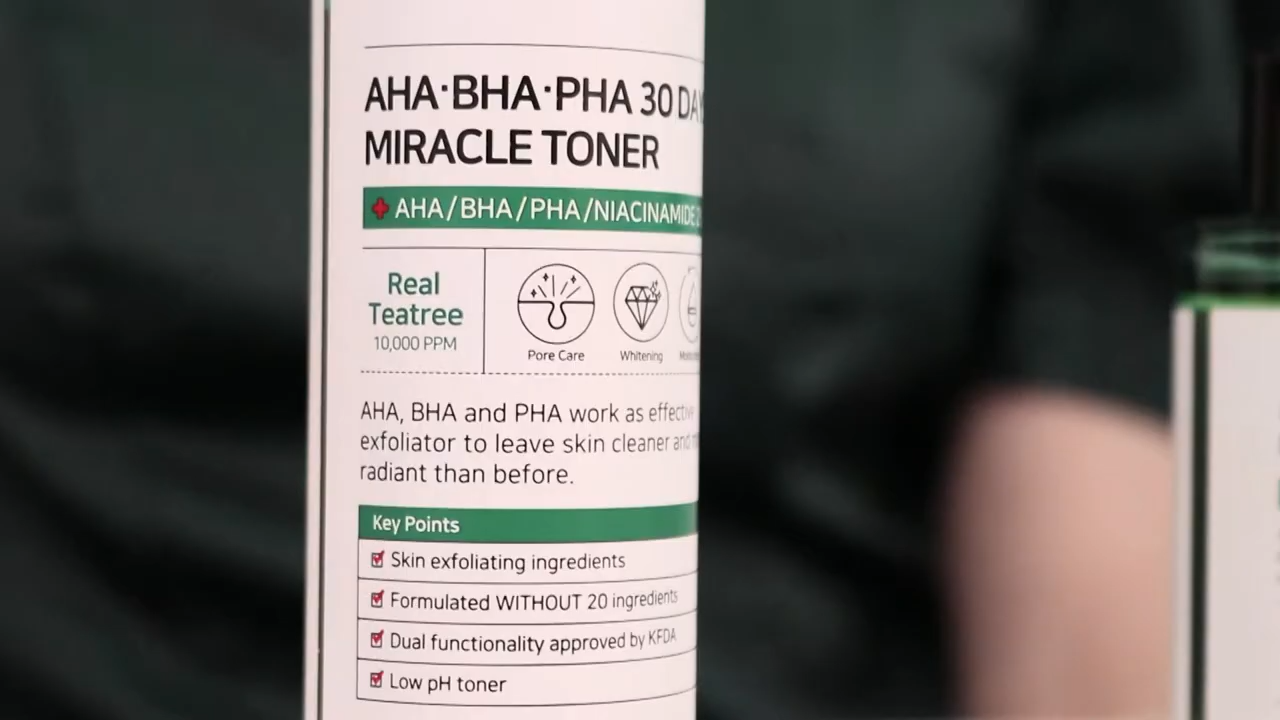 AHA·BHA·PHA 30 DAY
MIRACLE TONER
AHA/BHA/PHA/NIACINAMIDE
Real
Teatree
10,000 PPM
Pore Care
Whitening
AHA, BHA and PHA work as effective
exfoliator to leave skin cleaner and
radiant than before.
Key Points
Skin exfoliating ingredients
Formulated WITHOUT 20 ingredients
Dual functionality approved by KFDA
Low pH toner